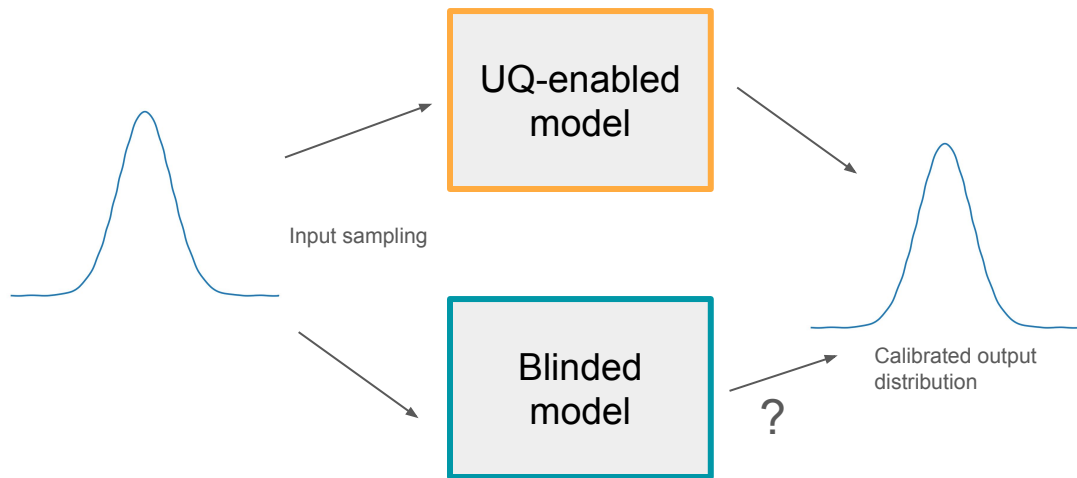 UQ-enabled
model
Input sampling
Blinded
model
Calibrated output
distribution
?